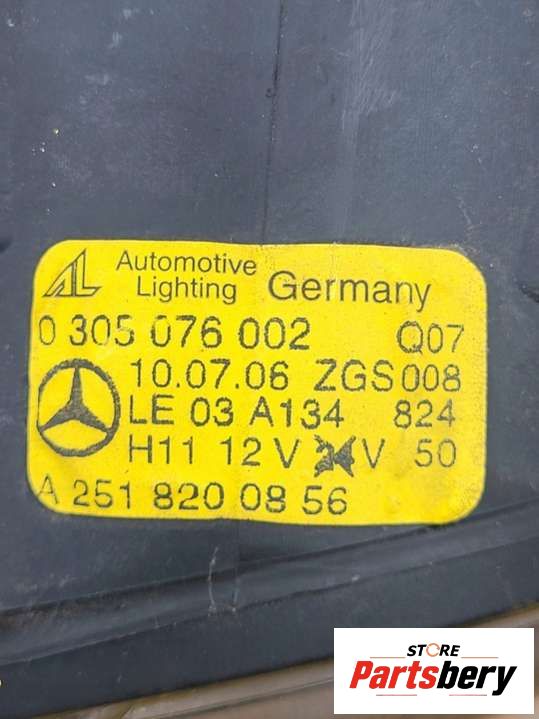 AL Automotive
Lighting Germany
0 305 076 002 Q07
10.07.06 ZGS 008
LE 03 A134 824
H11 12 V V 50
A 251 820 08 56
STORE
Partsbery